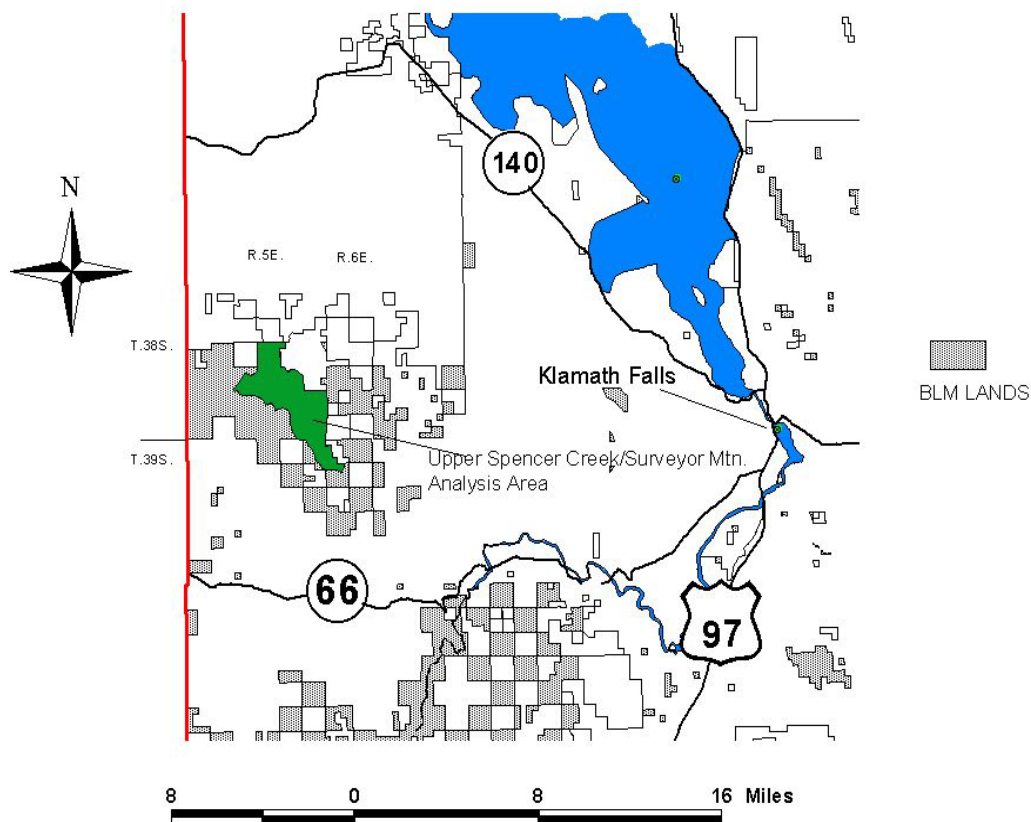 140
N
R.5E.
R.6E.
T.38S.
Klamath Falls
BLM LANDS
T.39S.
Upper Spencer Creek/Surveyor Mtn.
Analysis Area
66
97
8
0
8
16 Miles